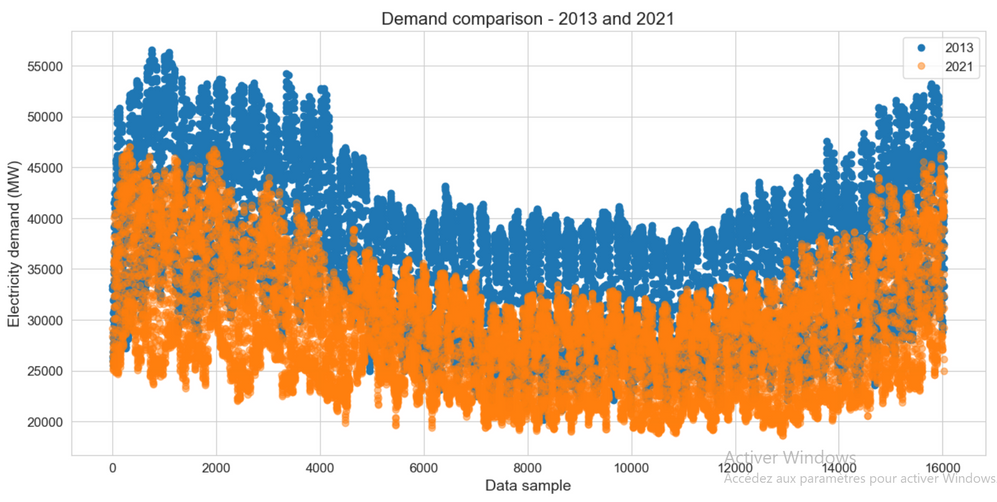 Demand comparison - 2013 and 2021
2013
2021
Electricity demand (MW)
55000
50000
45000
40000
35000
30000
25000
20000
0 2000 4000 6000 8000 10000 12000 14000 16000
Data sample
Activer Windows
Accédez aux paramètres pour activer Windows